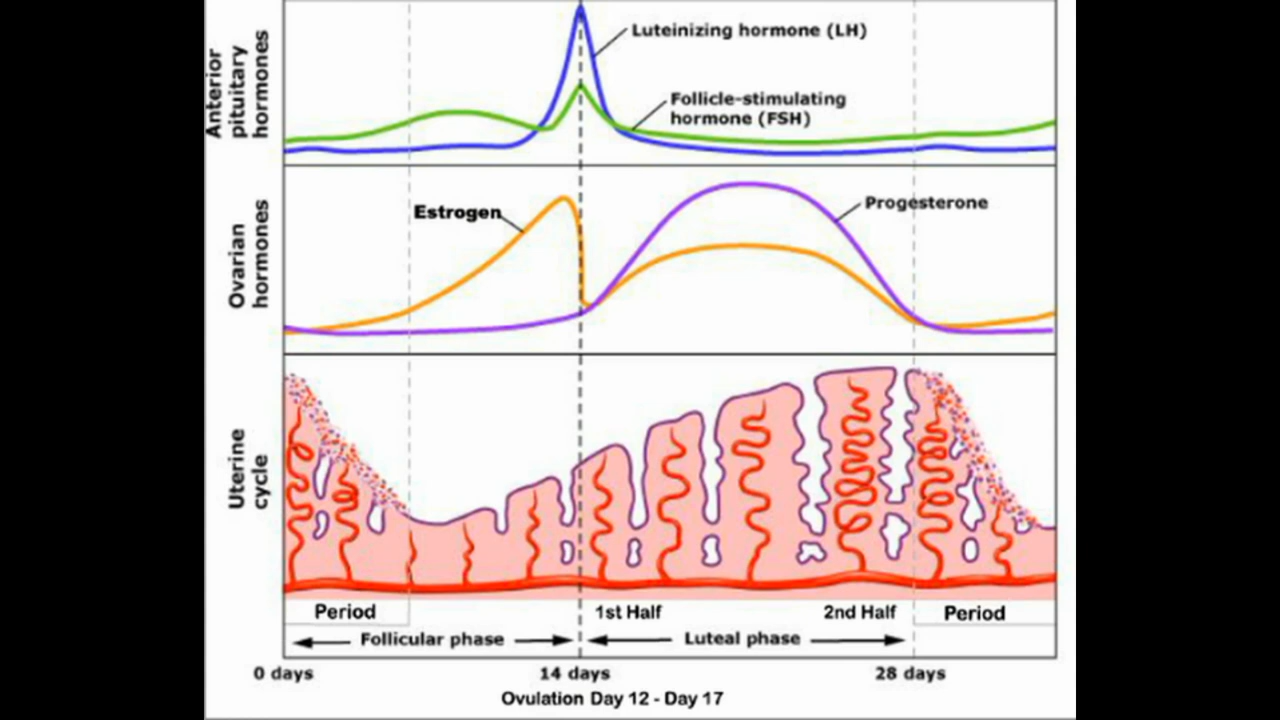 Anterior
pituitary
hormones
Luteinizing hormone (LH)
Follicle-stimulating
hormone (FSH)
Ovarian
hormones
Estrogen
Progesterone
Uterine
cycle
Period
1st Half
2nd Half
Period
Follicular phase
Luteal phase
0 days
14 days
28 days
Ovulation Day 12 - Day 17